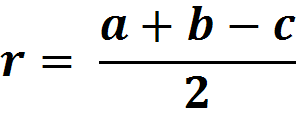 r = (a + b − c) / 2